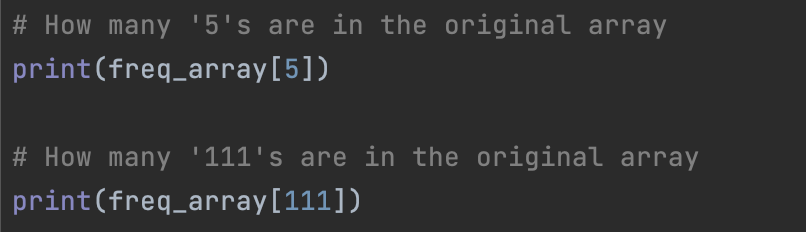 # How many '5's are in the original array
print(freq_array[5])
# How many '111's are in the original array
print(freq_array[111])